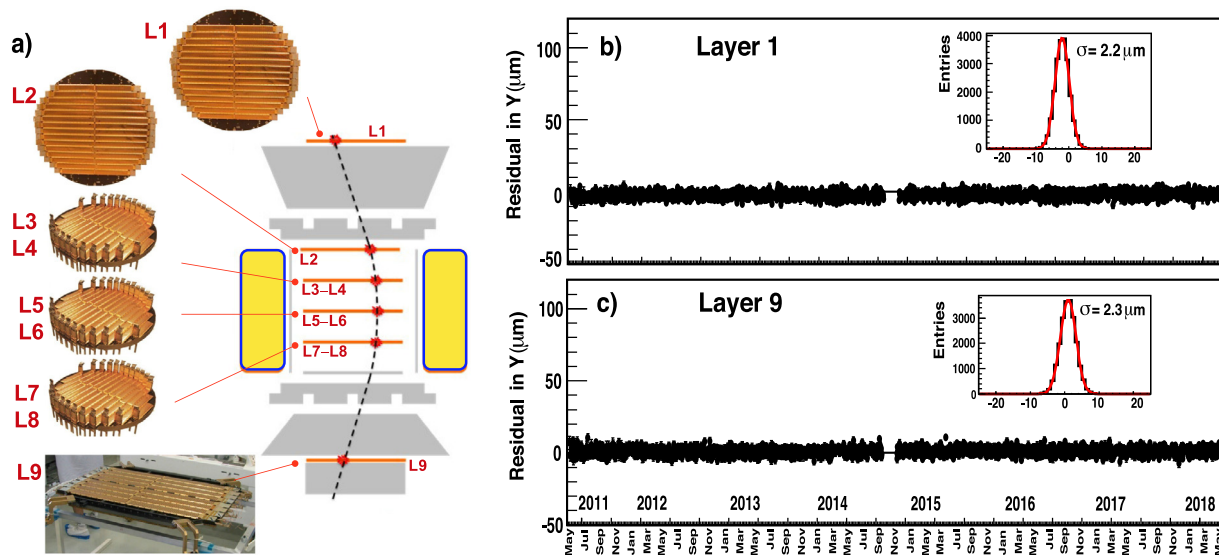 a)
L1
L2
L3
L4
L5
L6
L7
L8
L9
L1
L2
L3–L4
L5–L6
L7–L8
L9
b) Layer 1
Residual in Y (μm)
100
50
0
-50
Entries
4000
3000
2000
1000
0
σ = 2.2 μm
-20 -10 0 10 20
c) Layer 9
Residual in Y (μm)
100
50
0
-50
Entries
3000
2000
1000
0
σ = 2.3 μm
-20 -10 0 10 20
2011 2012 2013 2014 2015 2016 2017 2018
May Jul Sep Nov Jan Mar May Jul Sep Nov Jan Mar May Jul Sep Nov Jan Mar May Jul Sep Nov Jan Mar May Jul Sep Nov Jan Mar May Jul Sep Nov Jan Mar May Jul Sep Nov Jan Mar May